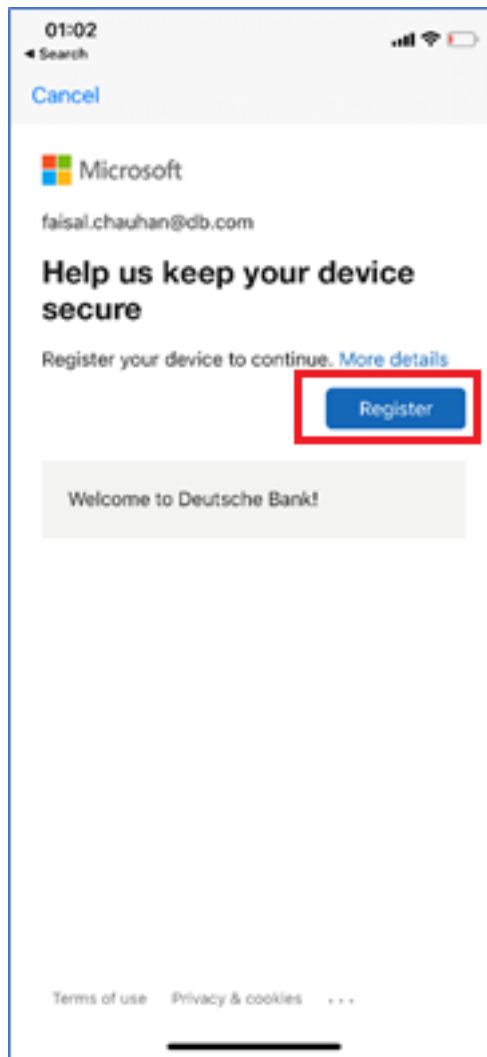 01:02
◀ Search
Cancel
Microsoft
faisal.chauhan@db.com
Help us keep your device
secure
Register your device to continue. More details
Register
Welcome to Deutsche Bank!
Terms of use Privacy & cookies ...